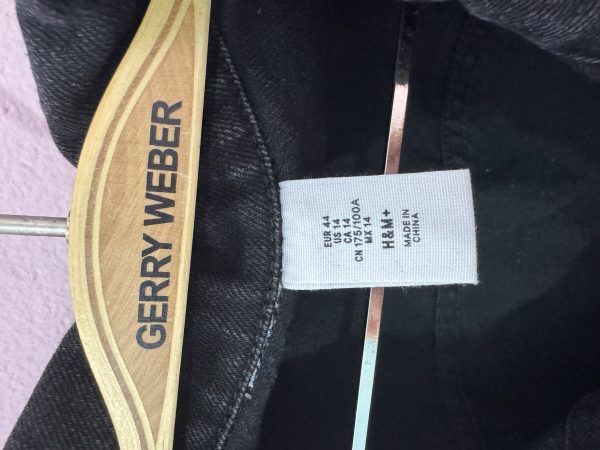 GERRY WEBER
EUR 44
US 14
CA 14
CN 175/100A
MX 14
H&M+
MADE IN
CHINA